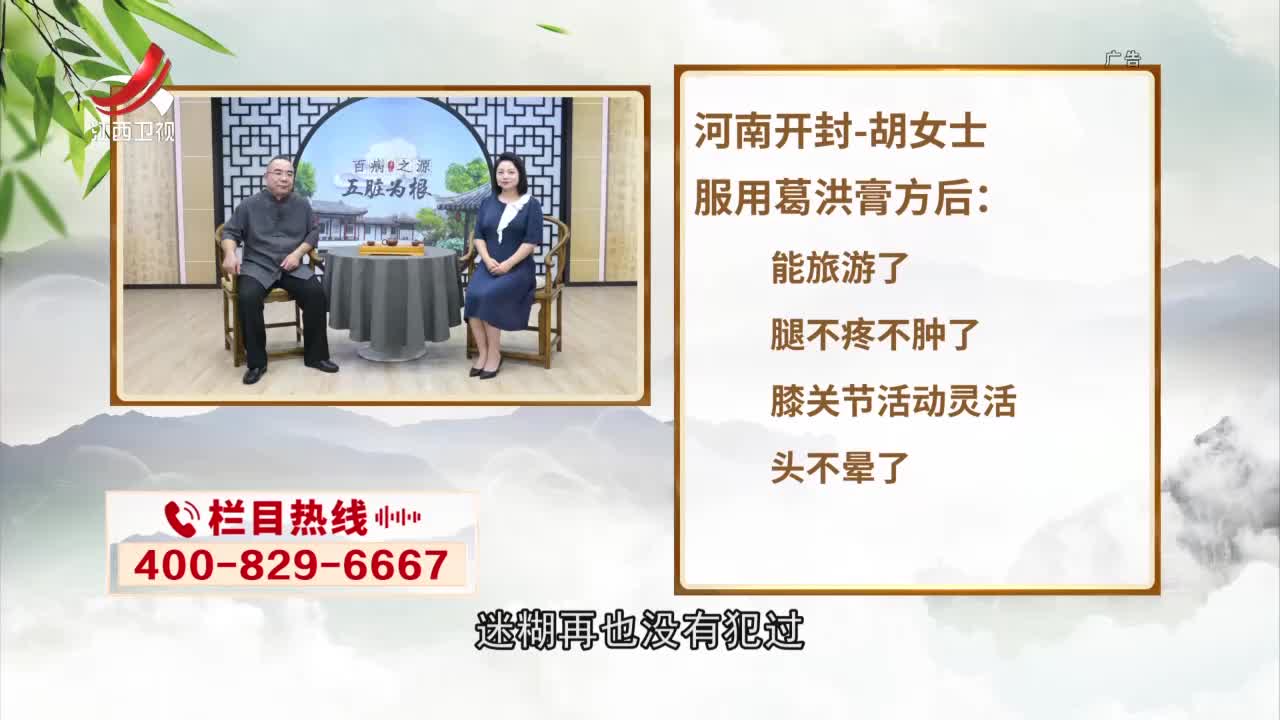 广告
江西卫视
百病之源
五脏为根
河南开封-胡女士
服用葛洪膏方后：
能旅游了
腿不疼不肿了
膝关节活动灵活
头不晕了
栏目热线
400-829-6667
迷糊再也没有犯过